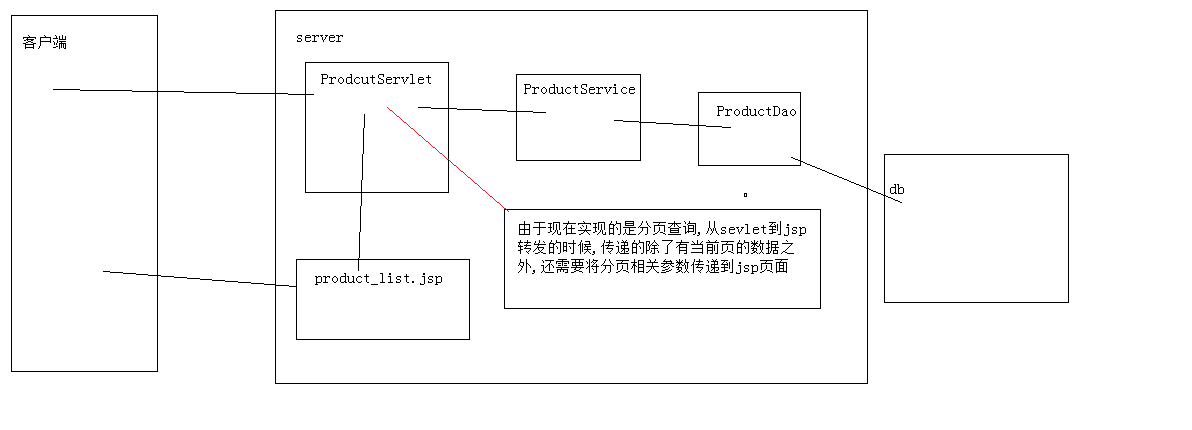 客户端
server
ProdcutServlet
ProductService
ProductDao
db
由于现在实现的是分页查询,从sevlet到jsp
转发的时候,传递的除了有当前页的数据之
外,还需要将分页相关参数传递到jsp页面
product_list.jsp